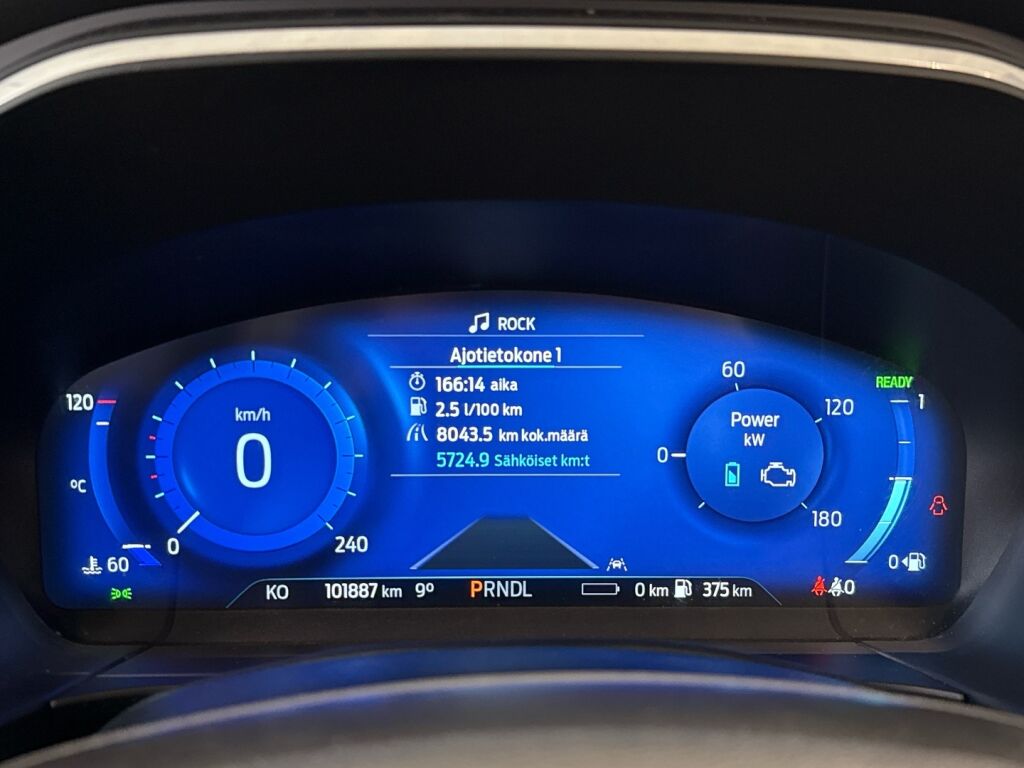 ROCK
Ajotietokone 1
166:14 aika
2.5 l/100 km
8043.5 km kok.määrä
5724.9 Sähköiset km:t
120
°C
60
km/h
0
0
240
60
120
0
180
Power
kW
READY
1
0
KO 101887 km 9° PRNDL 0 km 375 km
0